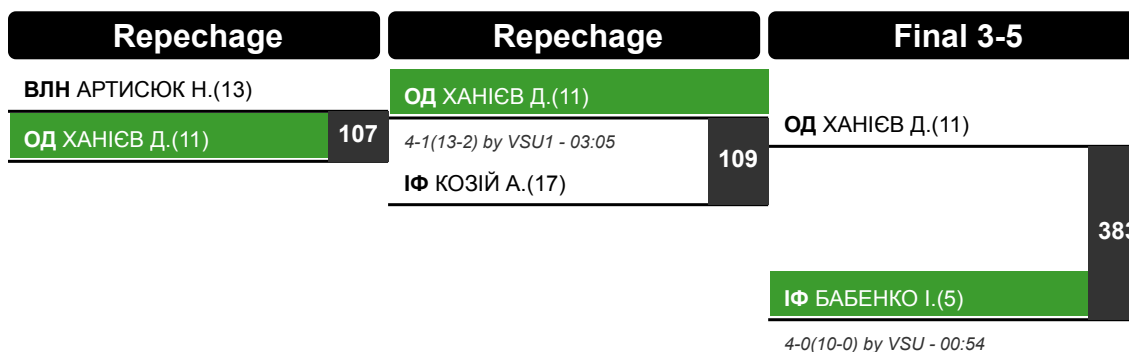 Repechage
ВЛН АРТИСЮК Н.(13)
ОД ХАНІЄВ Д.(11)
107
Repechage
ОД ХАНІЄВ Д.(11)
4-1(13-2) by VSU1 - 03:05
ІФ КОЗІЙ А.(17)
109
Final 3-5
ОД ХАНІЄВ Д.(11)
383
ІФ БАБЕНКО І.(5)
4-0(10-0) by VSU - 00:54